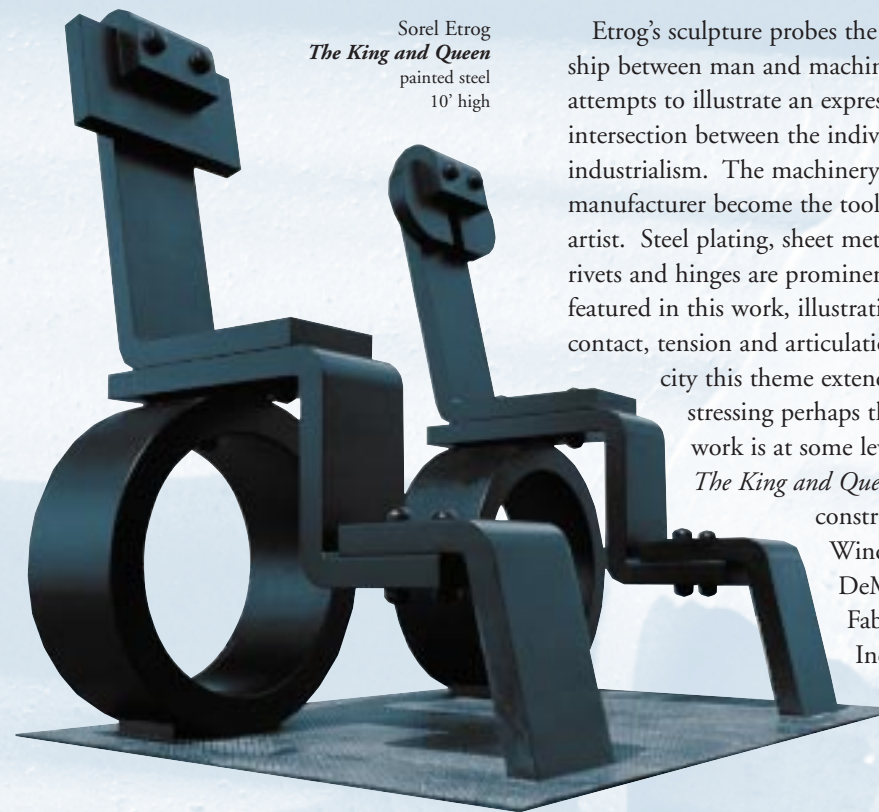 Sorel Etrog
The King and Queen
painted steel
10’ high
Etrog’s sculpture probes the
ship between man and machin
attempts to illustrate an expres
intersection between the indiv
industrialism. The machinery
manufacturer become the tool
artist. Steel plating, sheet met
rivets and hinges are prominen
featured in this work, illustrati
contact, tension and articulatio
city this theme extend
stressing perhaps th
work is at some lev
The King and Quee
constr
Wind
DeM
Fab
In